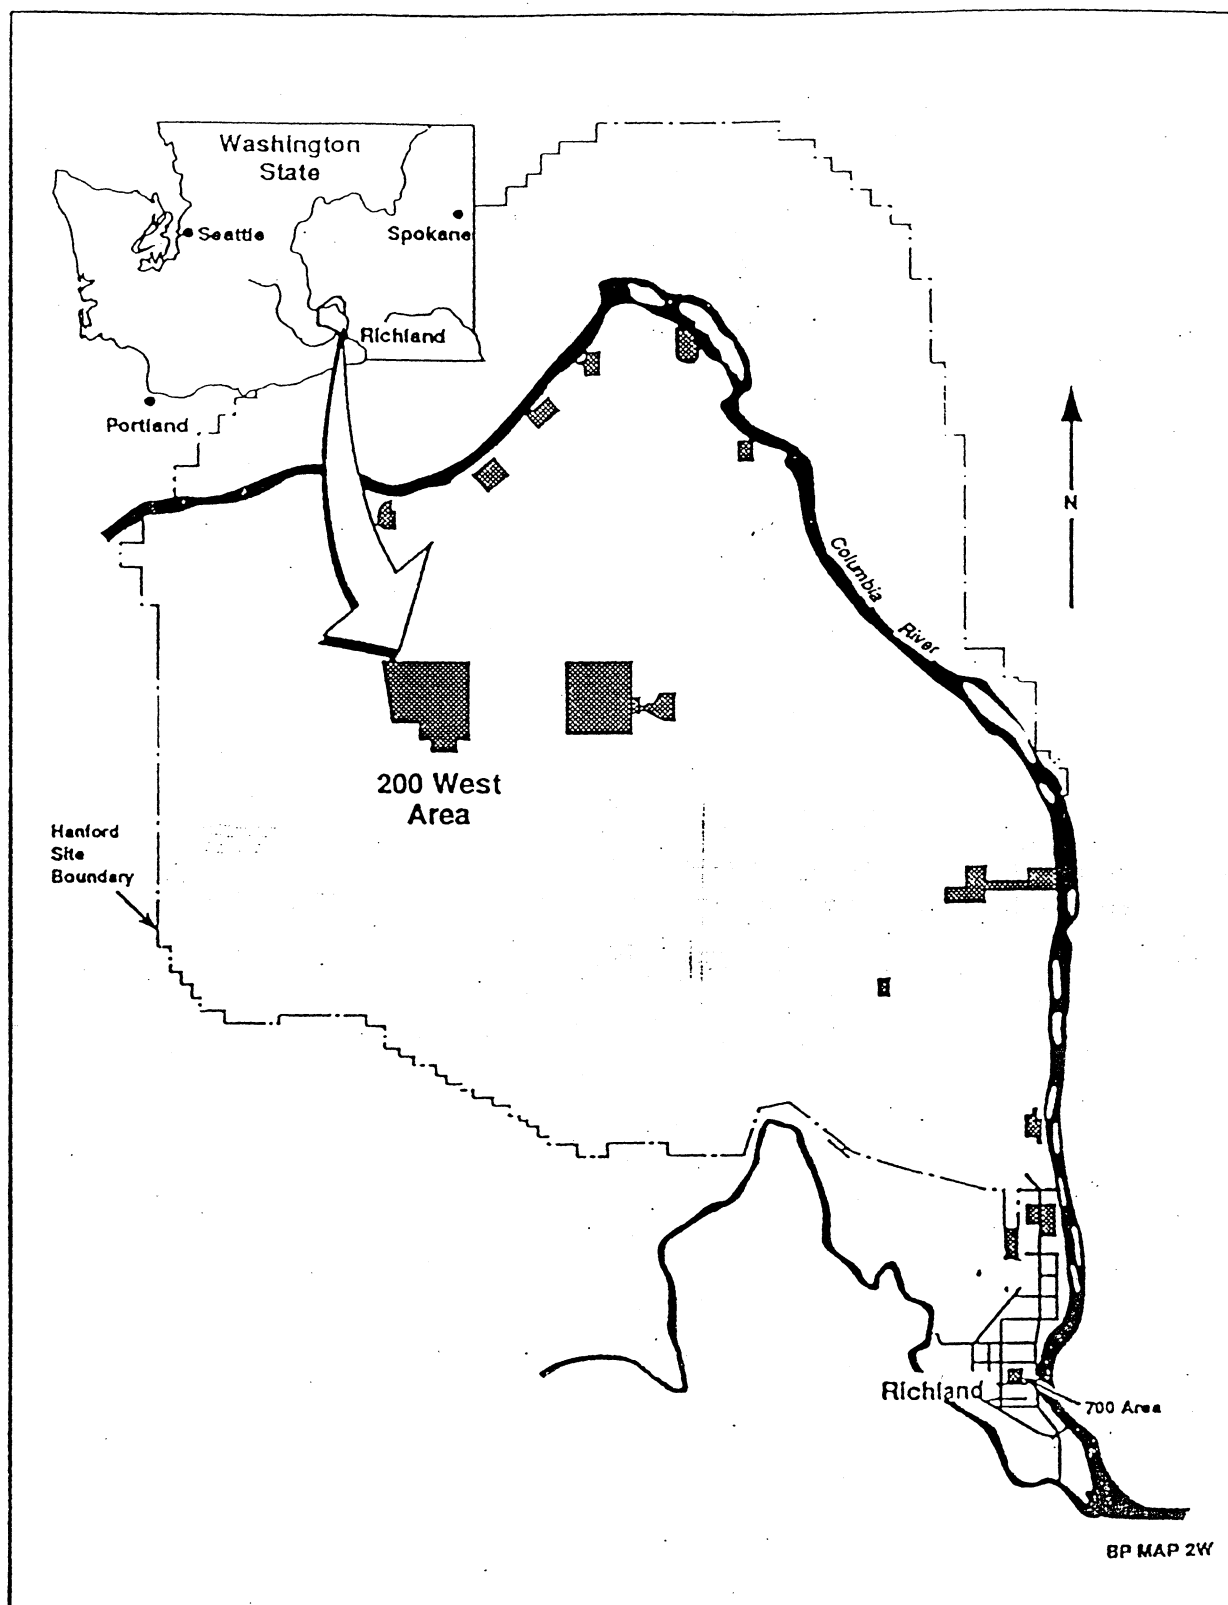 Washington
State
Seattle
Spokane
Richland
Portland
N
Columbia
River
200 West
Area
Hanford
Site
Boundary
Richland
700 Area
BP MAP 2W